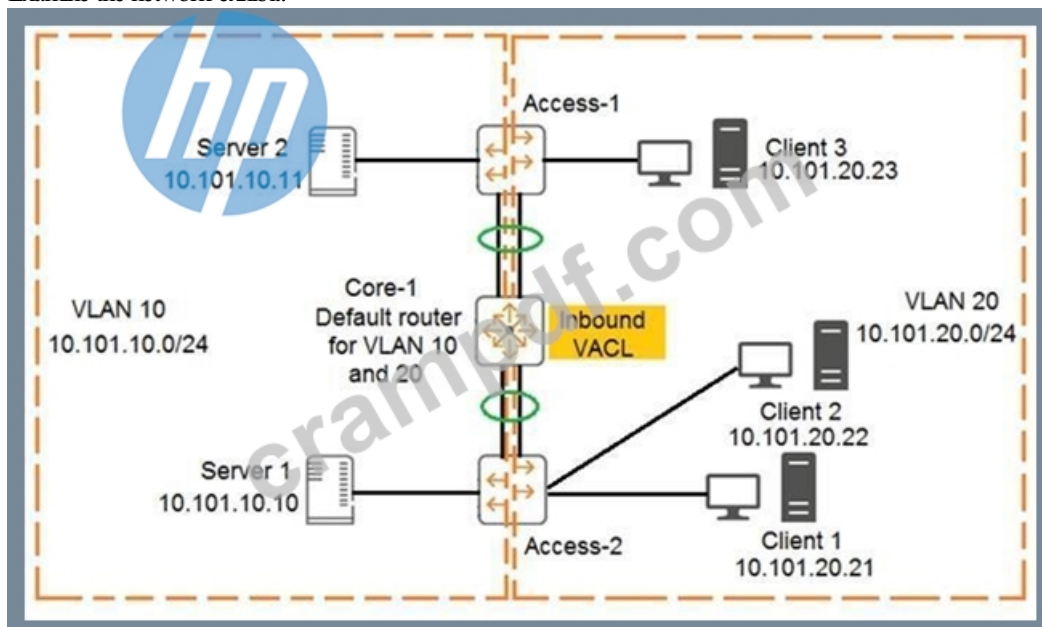 Access-1
Server 2
10.101.10.11
Client 3
10.101.20.23
VLAN 10
10.101.10.0/24
Core-1
Default router
for VLAN 10
and 20
Inbound
VACL
VLAN 20
10.101.20.0/24
Client 2
10.101.20.22
Server 1
10.101.10.10
Access-2
Client 1
10.101.20.21
hp
crampdf.com